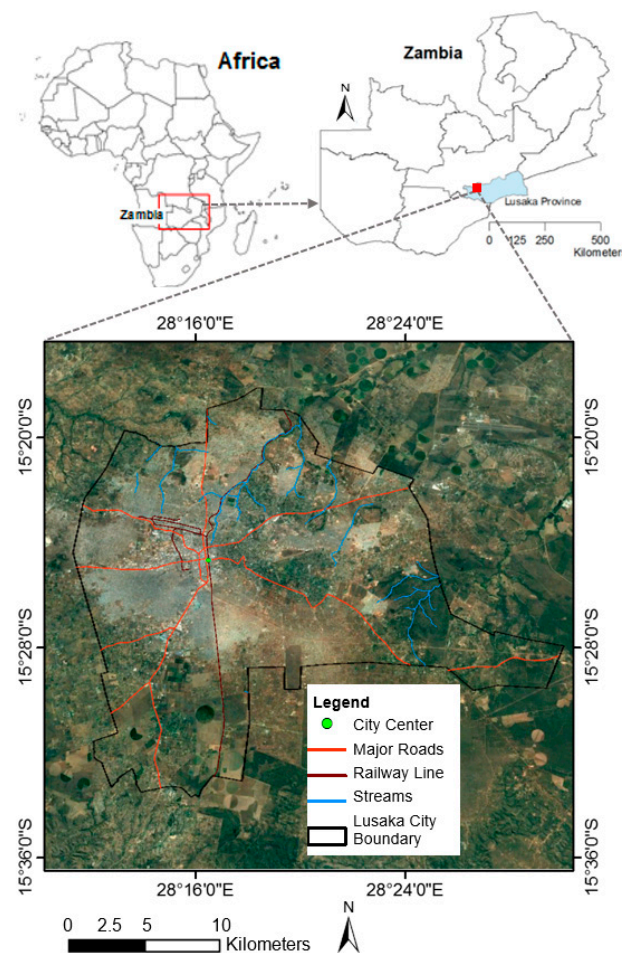 Africa
Zambia
N
Zambia
Lusaka Province
0 125 250 500
Kilometers
28°16'0"E 28°24'0"E
15°20'0"S 15°20'0"S
15°28'0"S 15°28'0"S
Legend
City Center
Major Roads
Railway Line
Streams
Lusaka City
Boundary
15°36'0"S 15°36'0"S
28°16'0"E 28°24'0"E
N
0 2.5 5 10
Kilometers